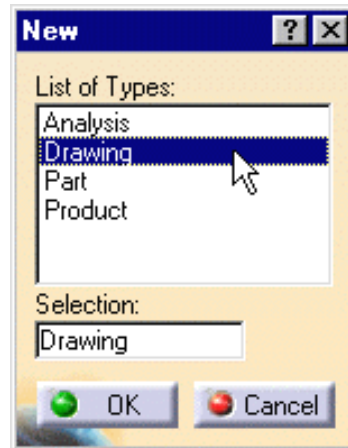 New
List of Types:
Analysis
Drawing
Part
Product
Selection:
Drawing
OK Cancel